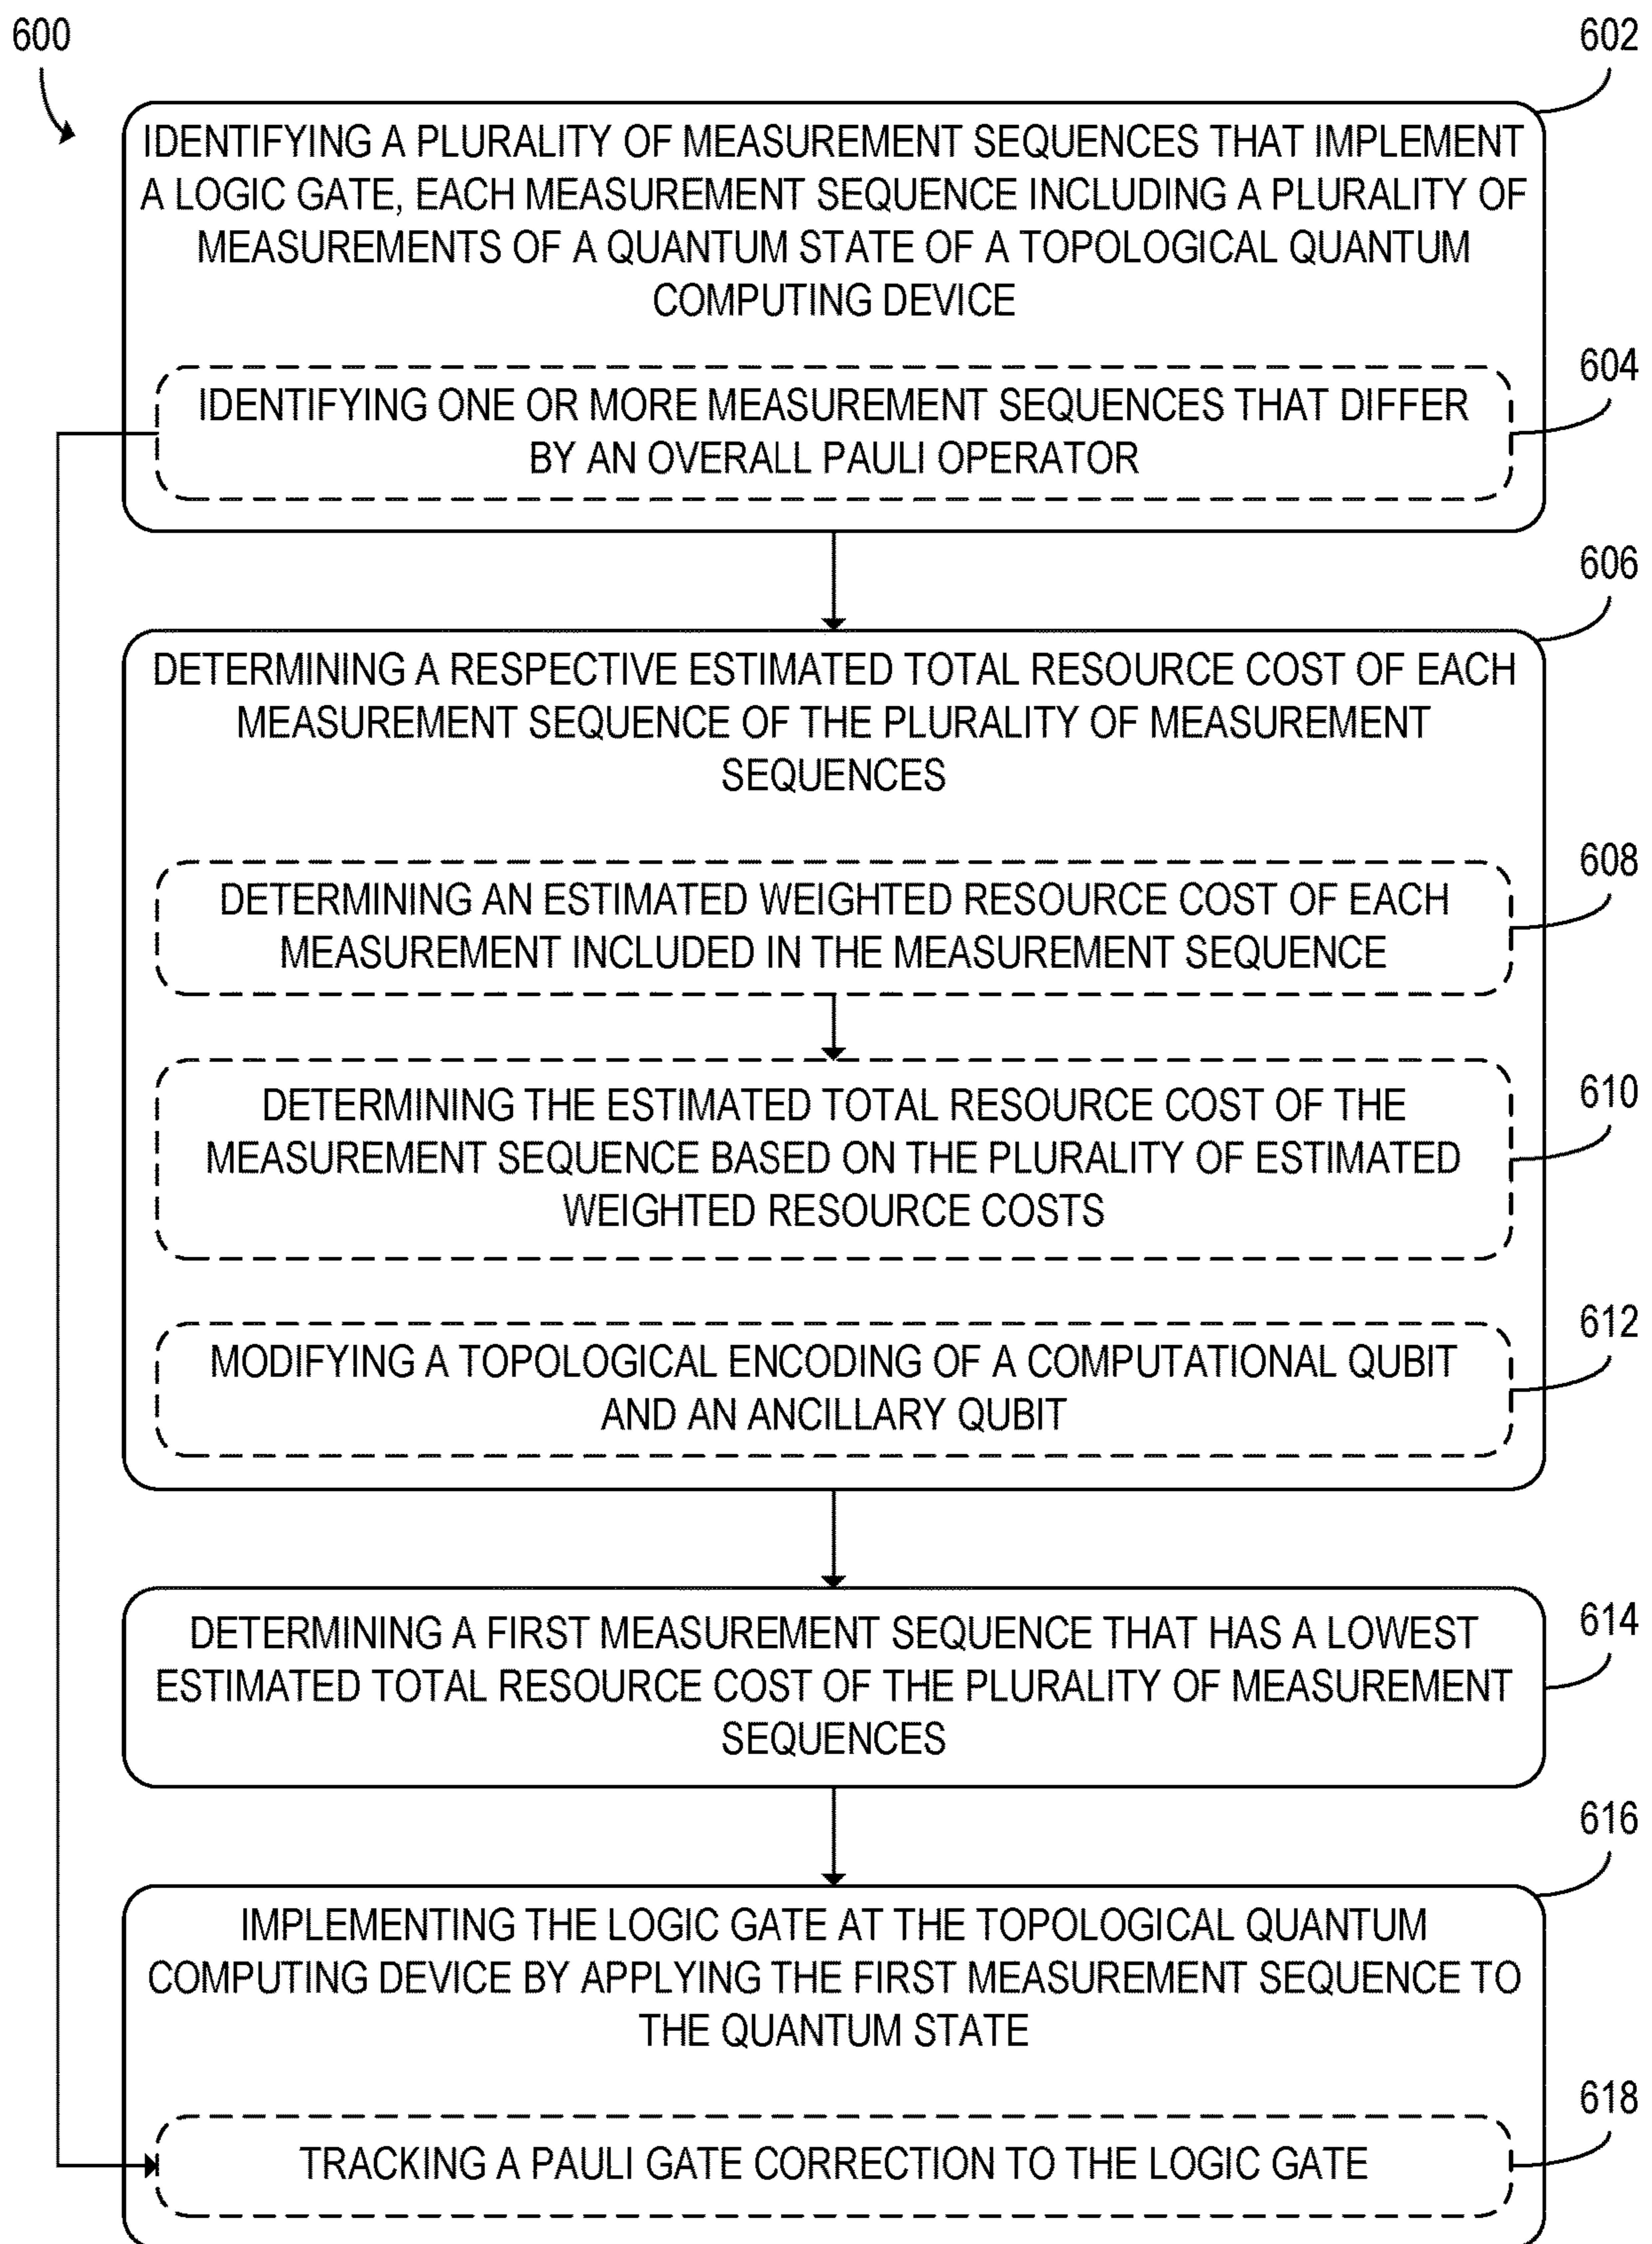 600
602
IDENTIFYING A PLURALITY OF MEASUREMENT SEQUENCES THAT IMPLEMENT
A LOGIC GATE, EACH MEASUREMENT SEQUENCE INCLUDING A PLURALITY OF
MEASUREMENTS OF A QUANTUM STATE OF A TOPOLOGICAL QUANTUM
COMPUTING DEVICE
604
IDENTIFYING ONE OR MORE MEASUREMENT SEQUENCES THAT DIFFER
BY AN OVERALL PAULI OPERATOR
606
DETERMINING A RESPECTIVE ESTIMATED TOTAL RESOURCE COST OF EACH
MEASUREMENT SEQUENCE OF THE PLURALITY OF MEASUREMENT
SEQUENCES
608
DETERMINING AN ESTIMATED WEIGHTED RESOURCE COST OF EACH
MEASUREMENT INCLUDED IN THE MEASUREMENT SEQUENCE
610
DETERMINING THE ESTIMATED TOTAL RESOURCE COST OF THE
MEASUREMENT SEQUENCE BASED ON THE PLURALITY OF ESTIMATED
WEIGHTED RESOURCE COSTS
612
MODIFYING A TOPOLOGICAL ENCODING OF A COMPUTATIONAL QUBIT
AND AN ANCILLARY QUBIT
614
DETERMINING A FIRST MEASUREMENT SEQUENCE THAT HAS A LOWEST
ESTIMATED TOTAL RESOURCE COST OF THE PLURALITY OF MEASUREMENT
SEQUENCES
616
IMPLEMENTING THE LOGIC GATE AT THE TOPOLOGICAL QUANTUM
COMPUTING DEVICE BY APPLYING THE FIRST MEASUREMENT SEQUENCE TO
THE QUANTUM STATE
618
TRACKING A PAULI GATE CORRECTION TO THE LOGIC GATE